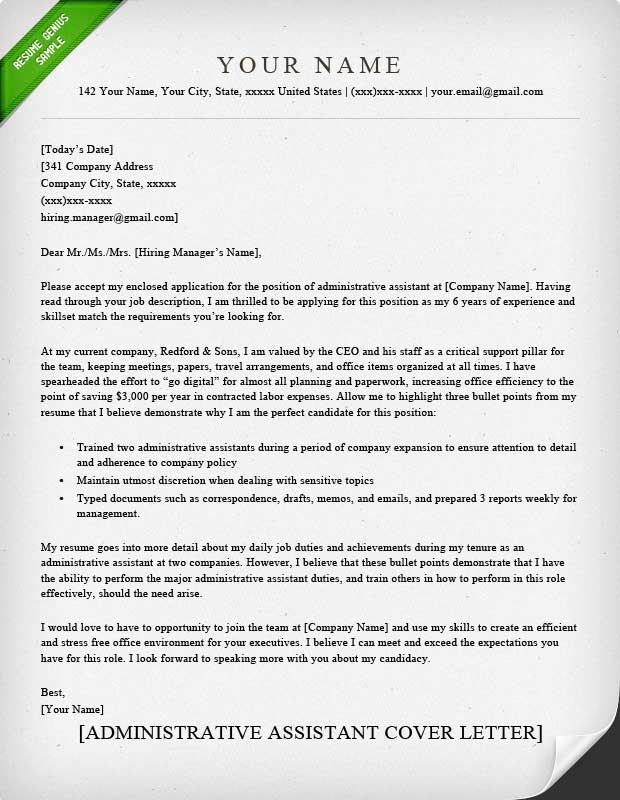 RESUME GENIUS
SAMPLE
YOUR NAME
142 Your Name, Your City, State, xxxxx United States | (xxx)xxx-xxxx | your.email@gmail.com
[Today’s Date]
[341 Company Address
Company City, State, xxxxx
(xxx)xxx-xxxx
hiring.manager@gmail.com]
Dear Mr./Ms./Mrs. [Hiring Manager’s Name],
Please accept my enclosed application for the position of administrative assistant at [Company Name]. Having
read through your job description, I am thrilled to be applying for this position as my 6 years of experience and
skillset match the requirements you’re looking for.
At my current company, Redford & Sons, I am valued by the CEO and his staff as a critical support pillar for
the team, keeping meetings, papers, travel arrangements, and office items organized at all times. I have
spearheaded the effort to “go digital” for almost all planning and paperwork, increasing office efficiency to the
point of saving $3,000 per year in contracted labor expenses. Allow me to highlight three bullet points from my
resume that I believe demonstrate why I am the perfect candidate for this position:
• Trained two administrative assistants during a period of company expansion to ensure attention to detail
and adherence to company policy
• Maintain utmost discretion when dealing with sensitive topics
• Typed documents such as correspondence, drafts, memos, and emails, and prepared 3 reports weekly for
management.
My resume goes into more detail about my daily job duties and achievements during my tenure as an
administrative assistant at two companies. However, I believe that these bullet points demonstrate that I have
the ability to perform the major administrative assistant duties, and train others in how to perform in this role
effectively, should the need arise.
I would love to have to opportunity to join the team at [Company Name] and use my skills to create an efficient
and stress free office environment for your executives. I believe I can meet and exceed the expectations you
have for this role. I look forward to speaking more with you about my candidacy.
Best,
[Your Name]
[ADMINISTRATIVE ASSISTANT COVER LETTER]